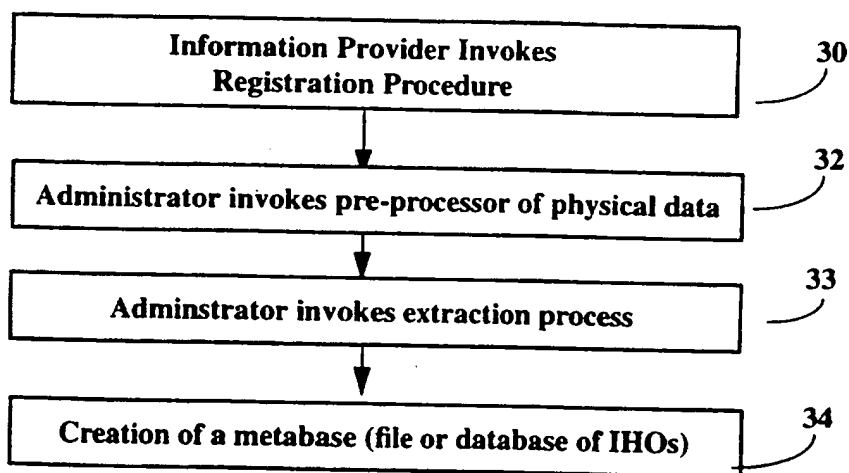 Information Provider Invokes
Registration Procedure
30
Administrator invokes pre-processor of physical data
32
Adminstrator invokes extraction process
33
Creation of a metabase (file or database of IHOs)
34